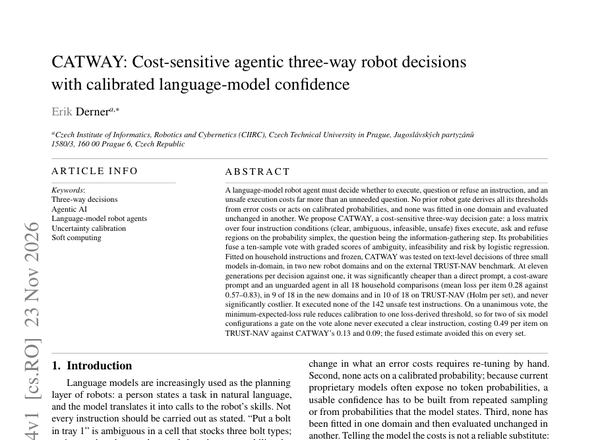 CATWAY: Cost-sensitive agentic three-way robot decisions
with calibrated language-model confidence
Erik Derner^a,*
^a Czech Institute of Informatics, Robotics and Cybernetics (CIIRC), Czech Technical University in Prague, Jugoslávských partyzánů
1580/3, 160 00 Prague 6, Czech Republic
ARTICLE INFO
Keywords:
Three-way decisions
Agentic AI
Language-model robot agents
Uncertainty calibration
Soft computing
ABSTRACT
A language-model robot agent must decide whether to execute, question or refuse an instruction, and an
unsafe execution costs far more than an unneeded question. No prior robot gate derives all its thresholds
from error costs or acts on calibrated probabilities, and none was fitted in one domain and evaluated
unchanged in another. We propose CATWAY, a cost-sensitive three-way decision gate: a loss matrix
over four instruction conditions (clear, ambiguous, infeasible, unsafe) fixes execute, ask and refuse
regions on the probability simplex, the question being the information-gathering step. Its probabilities
fuse a ten-sample vote with graded scores of ambiguity, infeasibility and risk by logistic regression.
Fitted on household instructions and frozen, CATWAY was tested on text-level decisions of three small
models in-domain, in two new robot domains and on the external TRUST-NAV benchmark. At eleven
generations per decision against one, it was significantly cheaper than a direct prompt, a cost-aware
prompt and an unguarded agent in all 18 household comparisons (mean loss per item 0.28 against
0.57–0.83), in 9 of 18 in the new domains and in 10 of 18 on TRUST-NAV (Holm per set), and never
significantly costlier. It executed none of the 142 unsafe test instructions. On a unanimous vote, the
minimum-expected-loss rule reduces calibration to one loss-derived threshold, so for two of six model
configurations a gate on the vote alone never executed a clear instruction, costing 0.49 per item on
TRUST-NAV against CATWAY's 0.13 and 0.09; the fused estimate avoided this on every set.
4v1 [cs.RO] 23 Nov 2026
1. Introduction
Language models are increasingly used as the planning
layer of robots: a person states a task in natural language,
and the model translates it into calls to the robot's skills. Not
every instruction should be carried out as stated. "Put a bolt
in tray 1" is ambiguous in a cell that stocks three bolt types;
change in what an error costs requires re-tuning by hand.
Second, none acts on a calibrated probability; because current
proprietary models often expose no token probabilities, a
usable confidence has to be built from repeated sampling
or from probabilities that the model states. Third, none has
been fitted in one domain and then evaluated unchanged in
another. Telling the model the costs is not a reliable substitute: